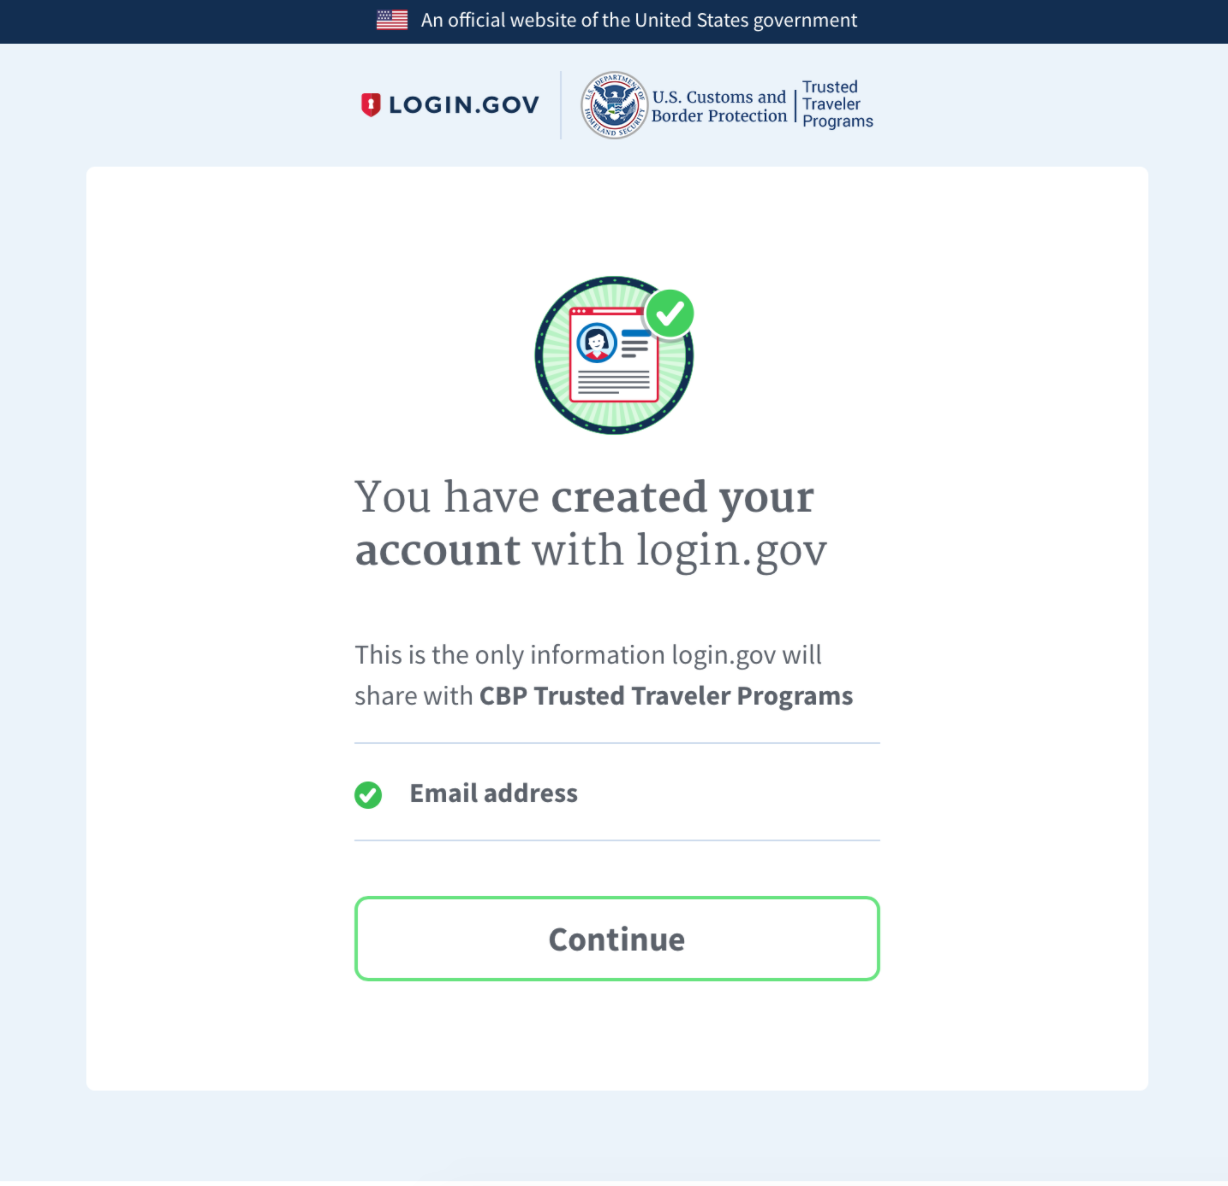 An official website of the United States government
LOGIN.GOV
U.S. DEPARTMENT OF
HOMELAND SECURITY
U.S. Customs and
Border Protection
Trusted
Traveler
Programs
You have created your
account with login.gov
This is the only information login.gov will
share with CBP Trusted Traveler Programs
Email address
Continue